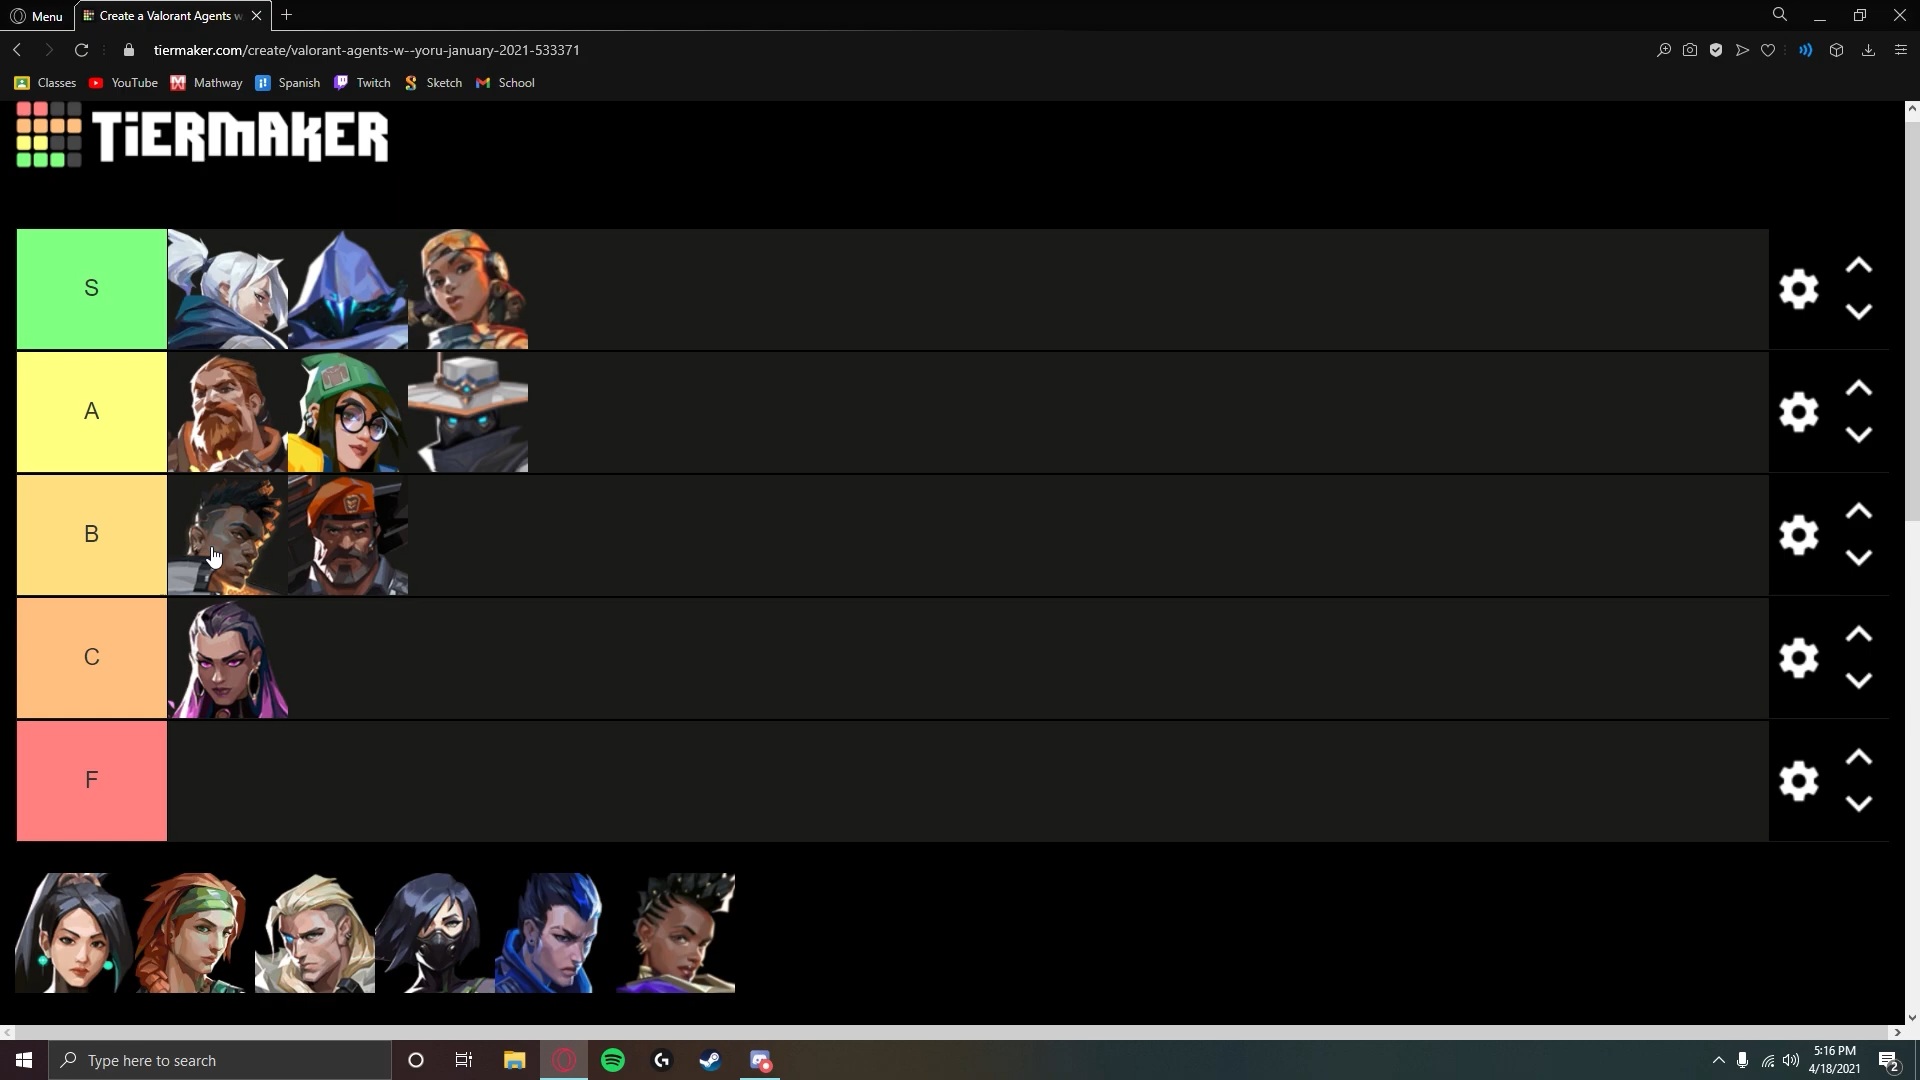 Menu
Create a Valorant Agents w
tiermaker.com/create/valorant-agents-w--yoru-january-2021-533371
Classes YouTube Mathway Spanish Twitch Sketch School
TiERMAKER
S
A
B
C
F
Type here to search
5:16 PM
4/18/2021
2